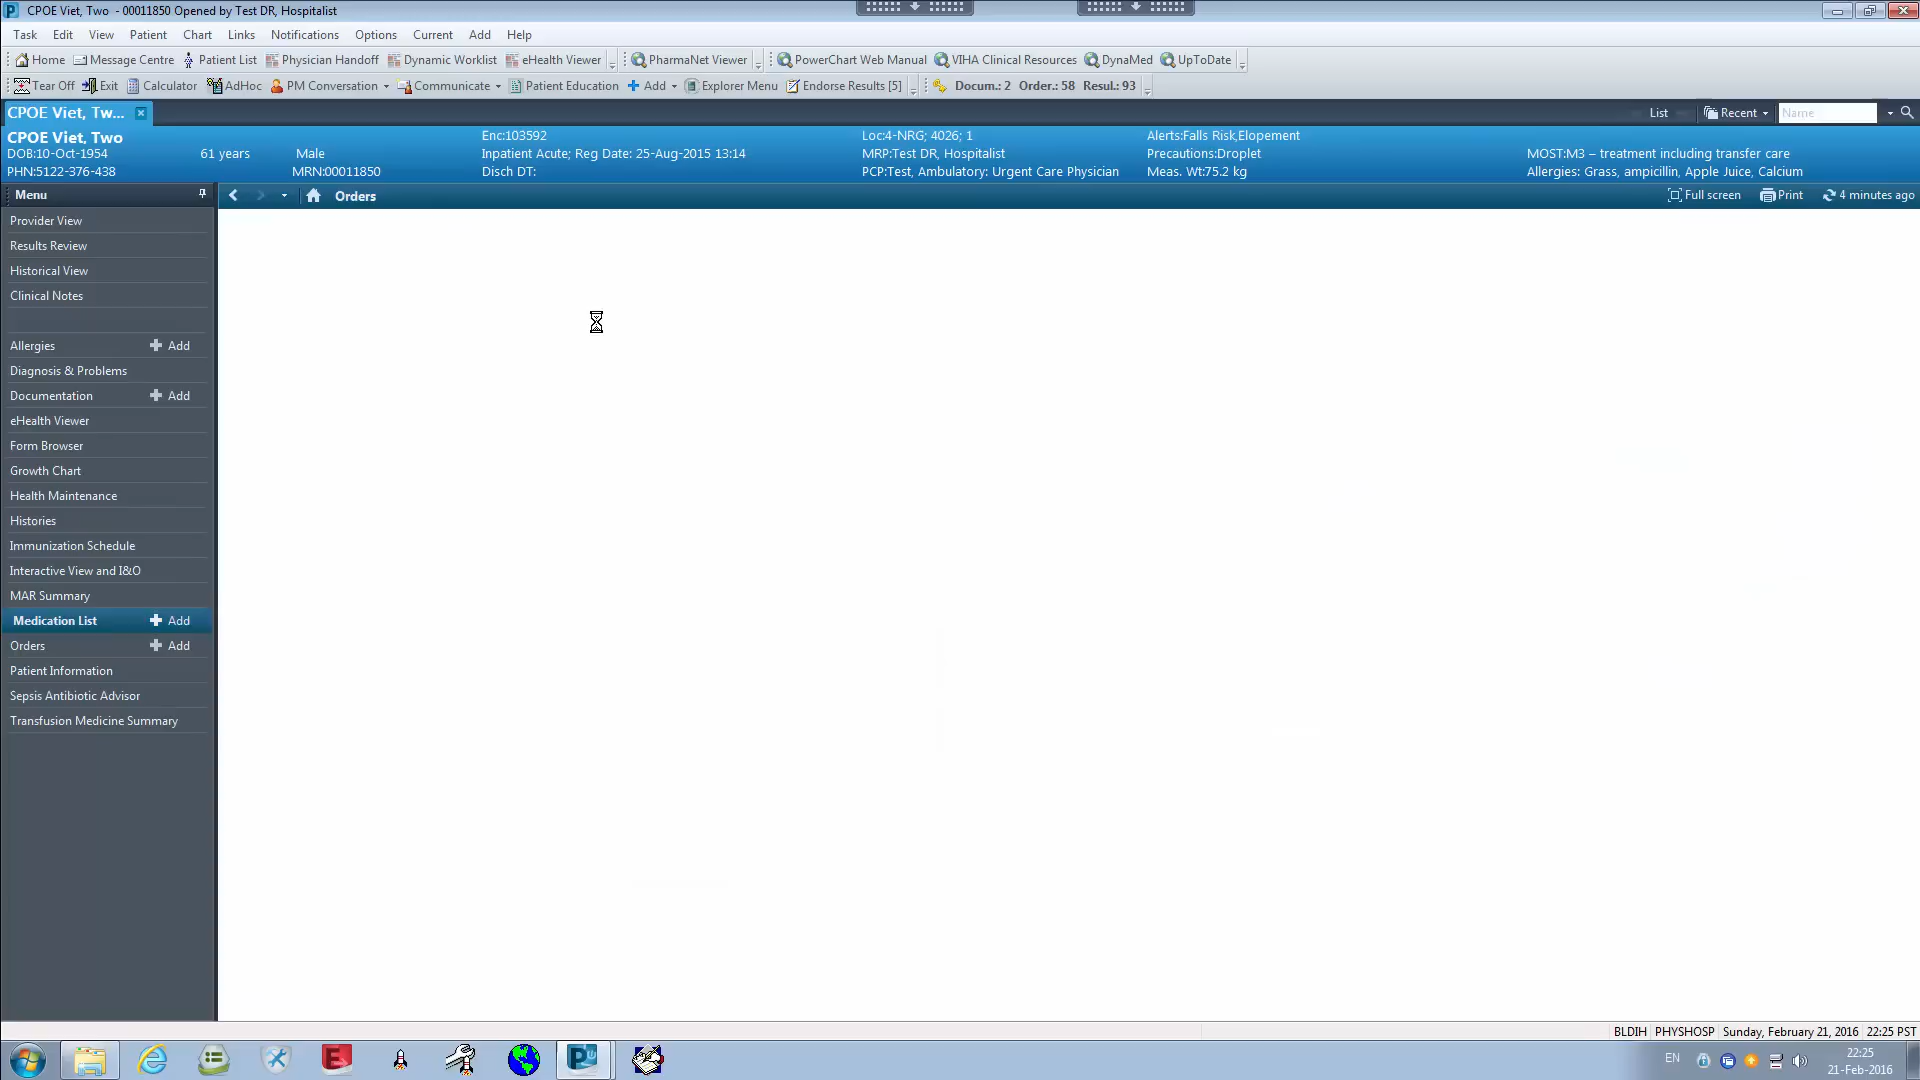 CPOE Viet, Two - 00011850 Opened by Test DR, Hospitalist
Task Edit View Patient Chart Links Notifications Options Current Add Help
Home Message Centre Patient List Physician Handoff Dynamic Worklist eHealth Viewer PharmaNet Viewer PowerChart Web Manual VIHA Clinical Resources DynaMed UpToDate
Tear Off Exit Calculator AdHoc PM Conversation Communicate Patient Education Add Explorer Menu Endorse Results [5] Docum.: 2 Order.: 58 Resul.: 93
CPOE Viet, Tw... List Recent Name
CPOE Viet, Two Enc:103592 Loc:4-NRG; 4026; 1 Alerts:Falls Risk,Elopement
DOB:10-Oct-1954 61 years Male Inpatient Acute; Reg Date: 25-Aug-2015 13:14 MRP:Test DR, Hospitalist Precautions:Droplet MOST:M3 – treatment including transfer care
PHN:5122-376-438 MRN:00011850 Disch DT: PCP:Test, Ambulatory: Urgent Care Physician Meas. Wt:75.2 kg Allergies: Grass, ampicillin, Apple Juice, Calcium
Menu Orders Full screen Print 4 minutes ago
Provider View
Results Review
Historical View
Clinical Notes
Allergies Add
Diagnosis & Problems
Documentation Add
eHealth Viewer
Form Browser
Growth Chart
Health Maintenance
Histories
Immunization Schedule
Interactive View and I&O
MAR Summary
Medication List Add
Orders Add
Patient Information
Sepsis Antibiotic Advisor
Transfusion Medicine Summary
BLDIH PHYSHOSP Sunday, February 21, 2016 22:25 PST
EN 22:25
21-Feb-2016